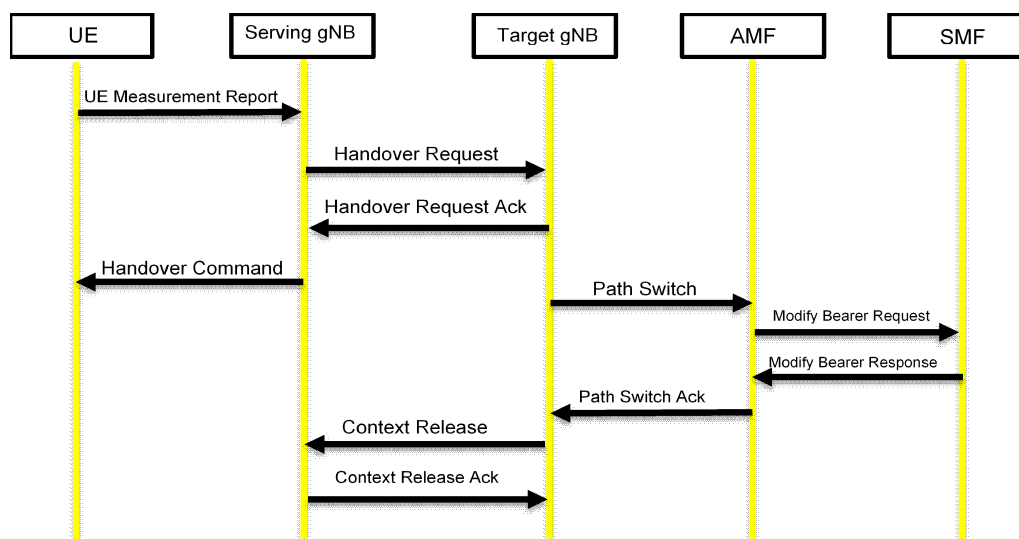 UE
Serving gNB
Target gNB
AMF
SMF
UE Measurement Report
Handover Request
Handover Request Ack
Handover Command
Path Switch
Modify Bearer Request
Modify Bearer Response
Path Switch Ack
Context Release
Context Release Ack